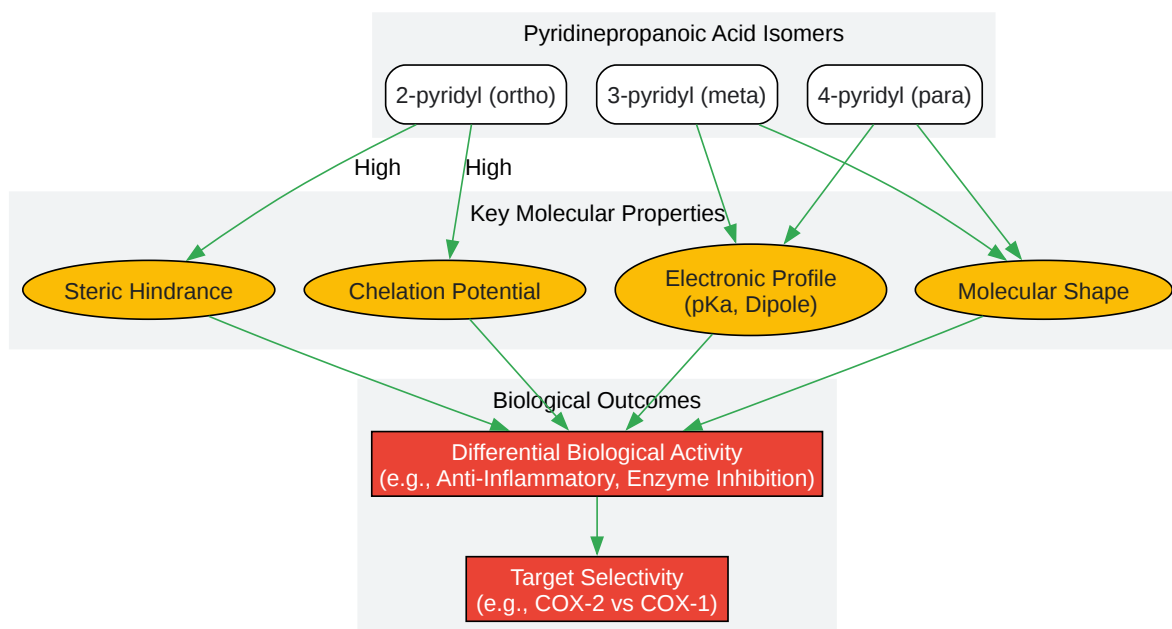 Pyridinepropanoic Acid Isomers
2-pyridyl (ortho)
3-pyridyl (meta)
4-pyridyl (para)
High
High
Key Molecular Properties
Steric Hindrance
Chelation Potential
Electronic Profile
(pKa, Dipole)
Molecular Shape
Biological Outcomes
Differential Biological Activity
(e.g., Anti-Inflammatory, Enzyme Inhibition)
Target Selectivity
(e.g., COX-2 vs COX-1)